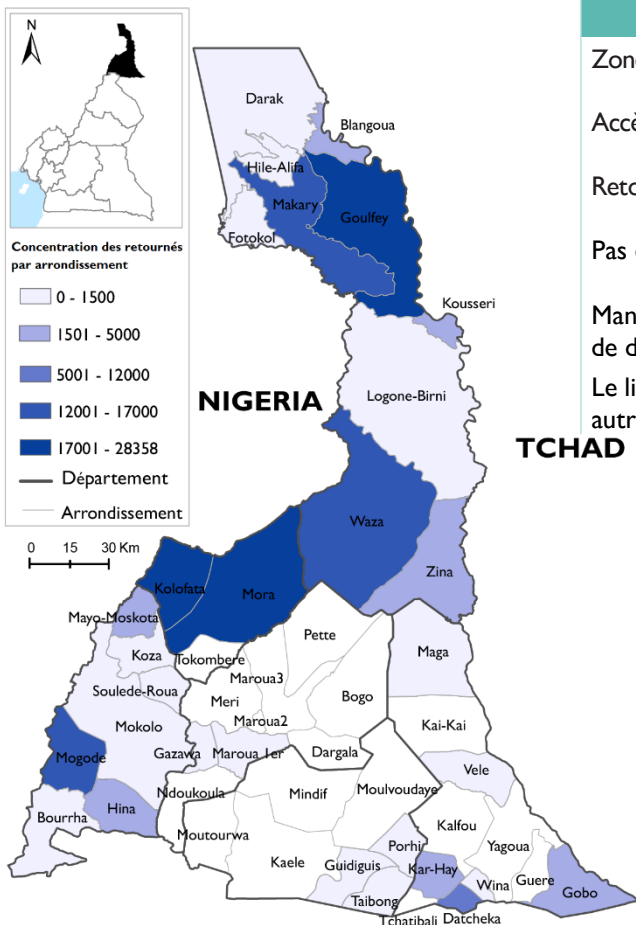 N
Concentration des retournés
par arrondissement
0 - 1500
1501 - 5000
5001 - 12000
12001 - 17000
17001 - 28358
Département
Arrondissement
0 15 30 Km
Darak
Blangoua
Hile-Alifa
Makary
Goulfey
Fotokol
Kousseri
Logone-Birni
NIGERIA
TCHAD
Waza
Zina
Kolofata
Mora
Mayo-Moskota
Koza
Tokombere
Pette
Maga
Soulede-Roua
Meri
Maroua3
Bogo
Mokolo
Maroua2
Kai-Kai
Mogode
Gazawa
Maroua 1er
Dargala
Vele
Bourrha
Hina
Ndoukoula
Mindif
Moulvoudaye
Moutourwa
Kalfou
Kaele
Guidiguis
Porhi
Yagoua
Kar-Hay
Taibong
Wina
Guere
Gobo
Tchatibali
Datcheka
Zon
Accè
Reto
Pas
Man
de d
Le li
autr